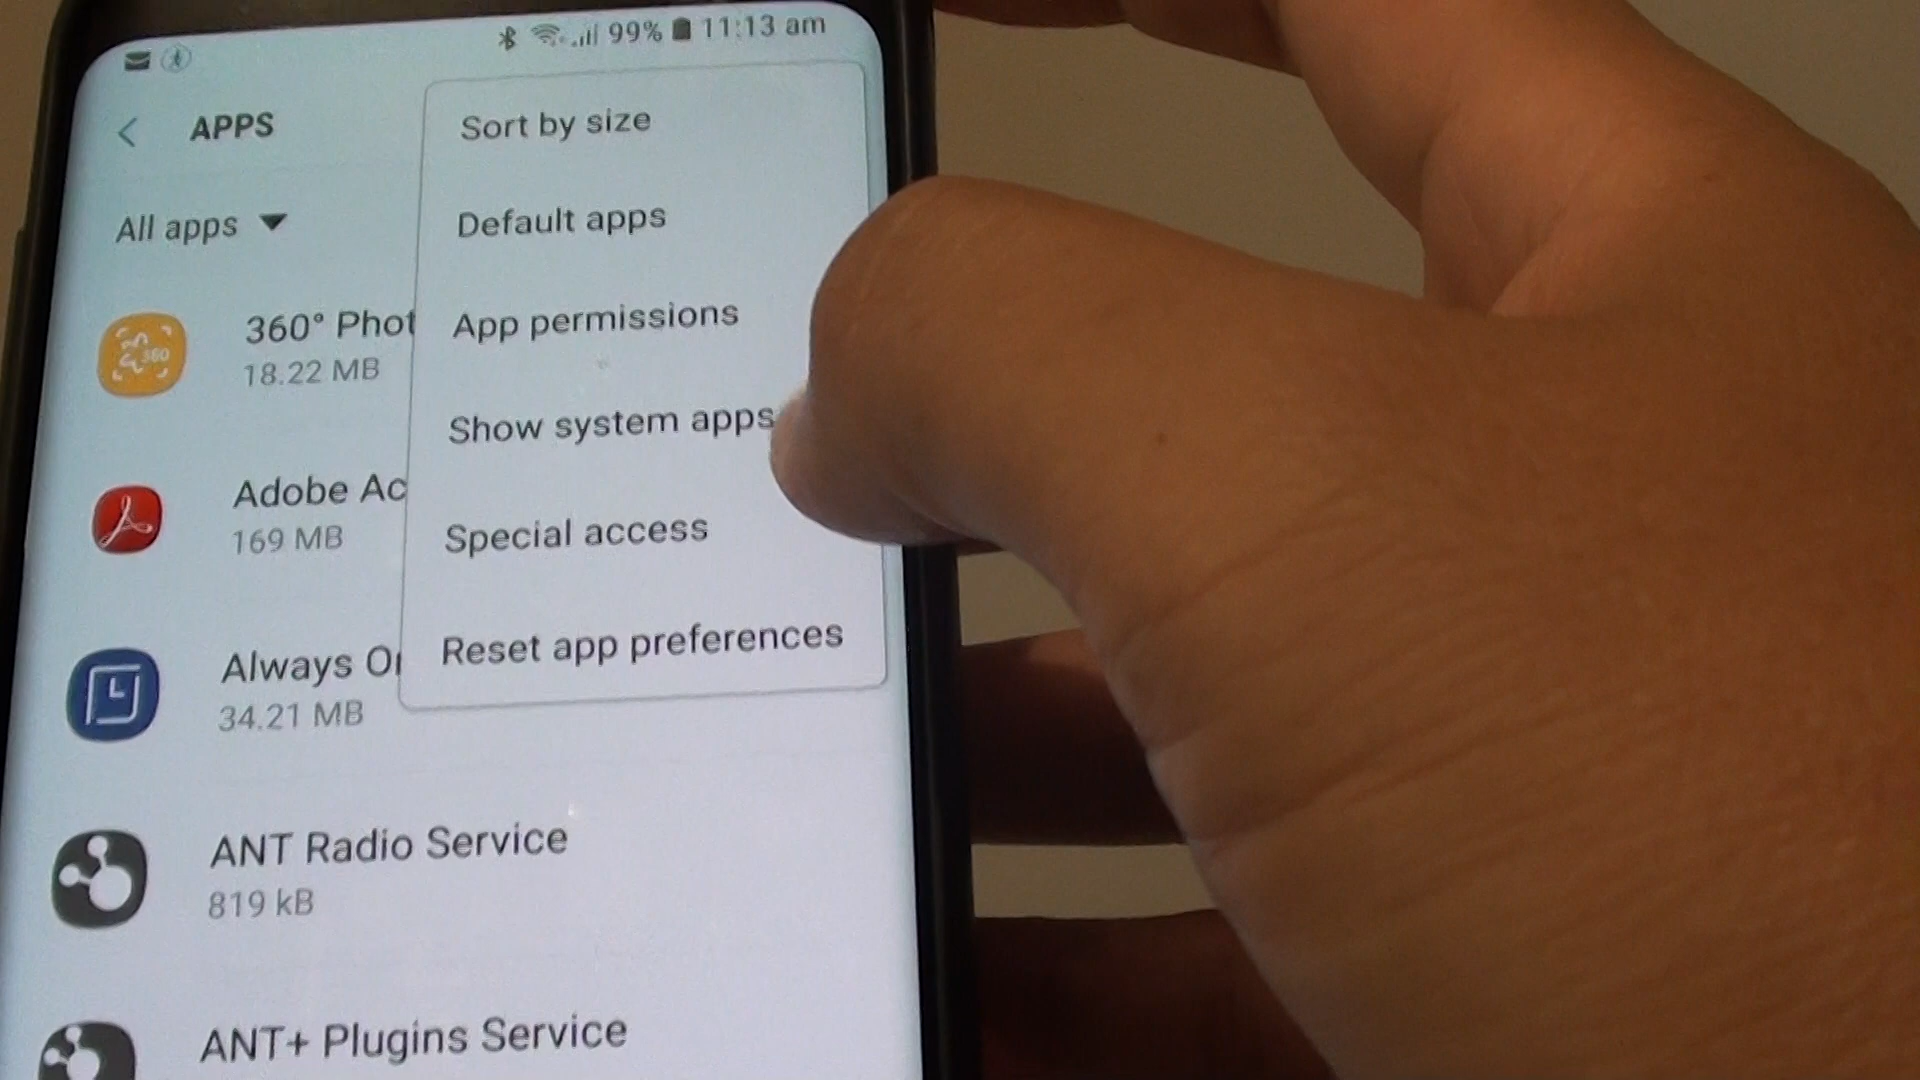 99% 11:13 am
APPS
Sort by size
Default apps
App permissions
Show system apps
Special access
Reset app preferences
All apps
360° Phot
18.22 MB
360
Adobe Ac
169 MB
Always O
34.21 MB
ANT Radio Service
819 kB
ANT+ Plugins Service